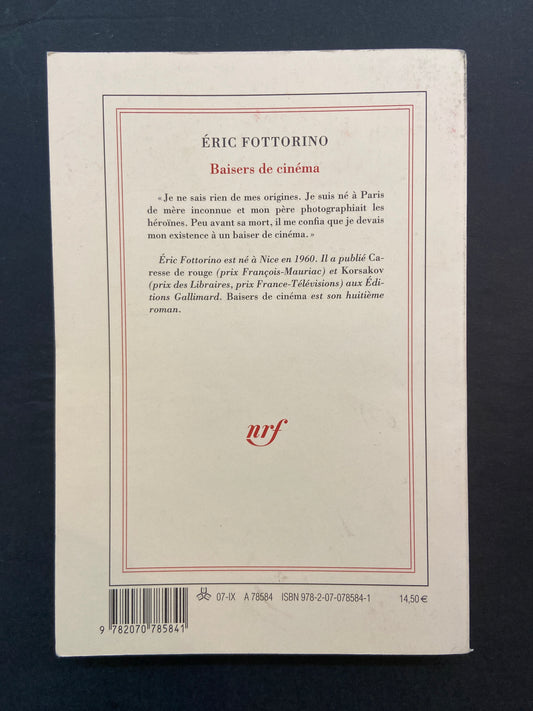 ÉRIC FOTTORINO
Baisers de cinéma
« Je ne sais rien de mes origines. Je suis né à Paris
de mère inconnue et mon père photographiait les
héroïnes. Peu avant sa mort, il me confia que je devais
mon existence à un baiser de cinéma. »
Éric Fottorino est né à Nice en 1960. Il a publié Ca-
resse de rouge (prix François-Mauriac) et Korsakov
(prix des Libraires, prix France-Télévisions) aux Édi-
tions Gallimard. Baisers de cinéma est son huitième
roman.
nrf
07-IX A 78584 ISBN 978-2-07-078584-1 14,50 €
9 782070 785841